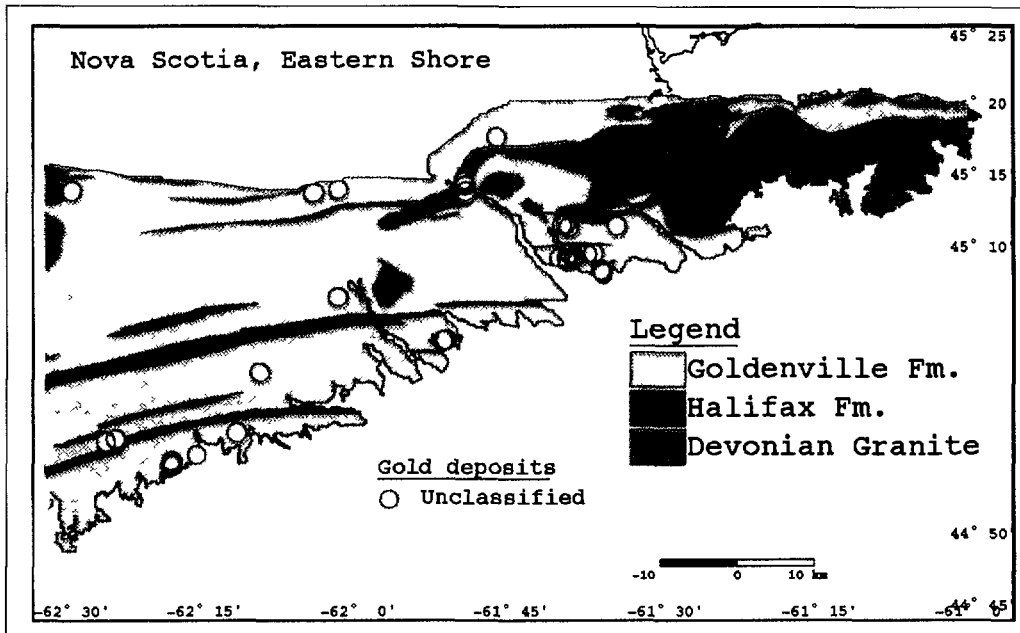 Nova Scotia, Eastern Shore
45° 25
45° 20
45° 15
45° 10
Legend
Goldenville Fm.
Halifax Fm.
Devonian Granite
Gold deposits
Unclassified
44° 50
-10 0 10 km
44° 45
-62° 30' -62° 15' -62° 0' -61° 45' -61° 30' -61° 15' -61° 0'